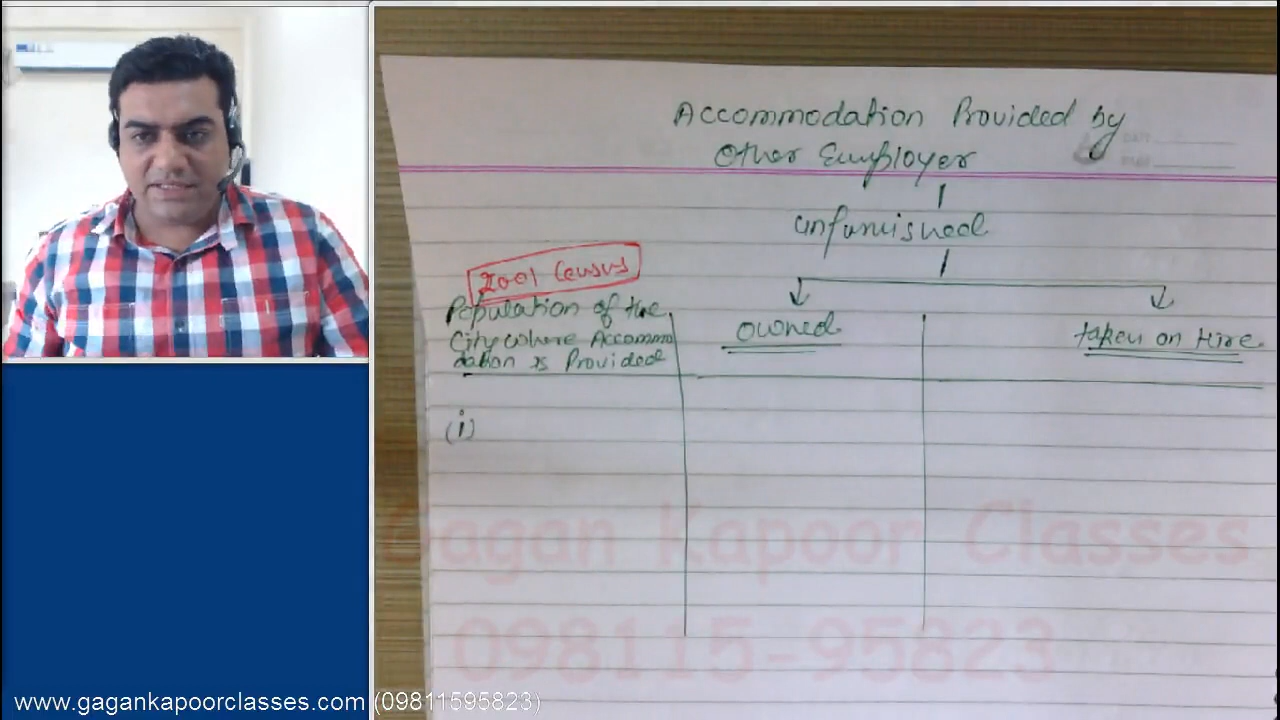 Accommodation Provided by
Other Employer
unfurnished
2001 Census
Population of the
City where Accommo
dation is Provided
owned
taken on Hire
(i)
Gagan Kapoor Classes
098115-95823
www.gagankapoorclasses.com (09811595823)